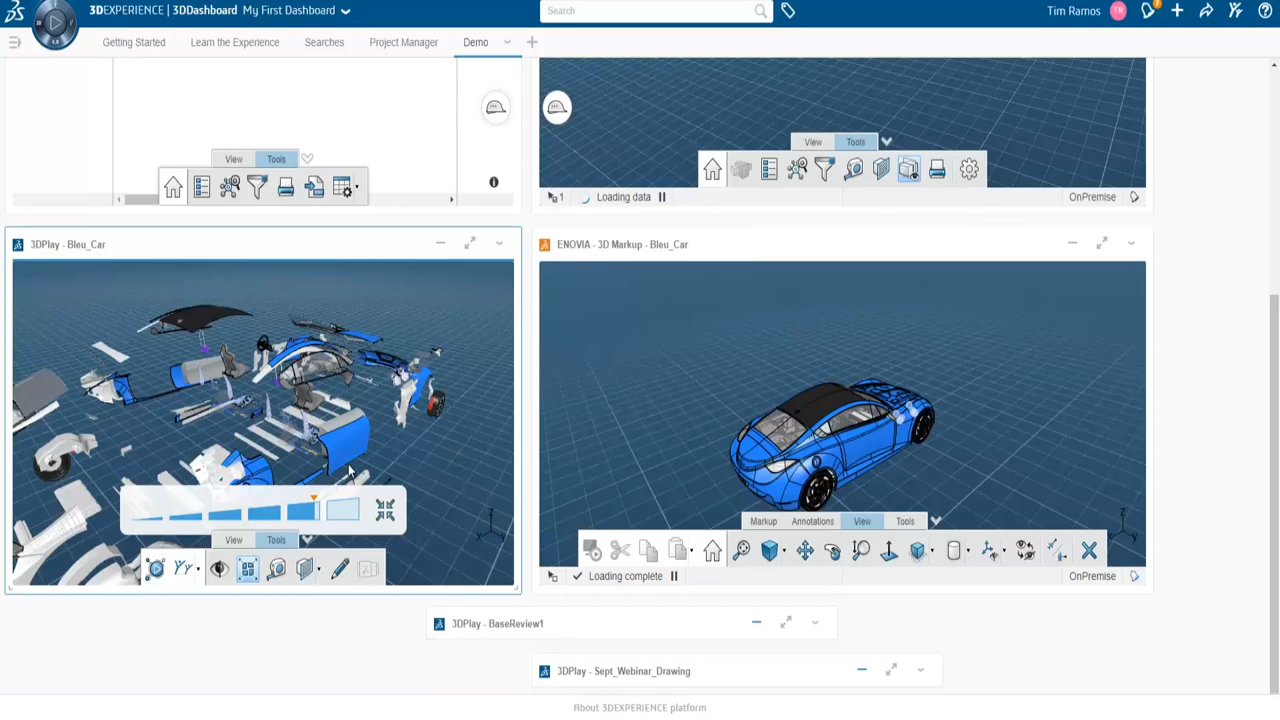 3DEXPERIENCE | 3DDashboard My First Dashboard
Search
Tim Ramos TR
Getting Started Learn the Experience Searches Project Manager Demo
View Tools
View Tools
1 Loading data OnPremise
3DPlay - Bleu_Car
ENOVIA - 3D Markup - Bleu_Car
View Tools
Markup Annotations View Tools
Loading complete OnPremise
3DPlay - BaseReview1
3DPlay - Sept_Webinar_Drawing
About 3DEXPERIENCE platform